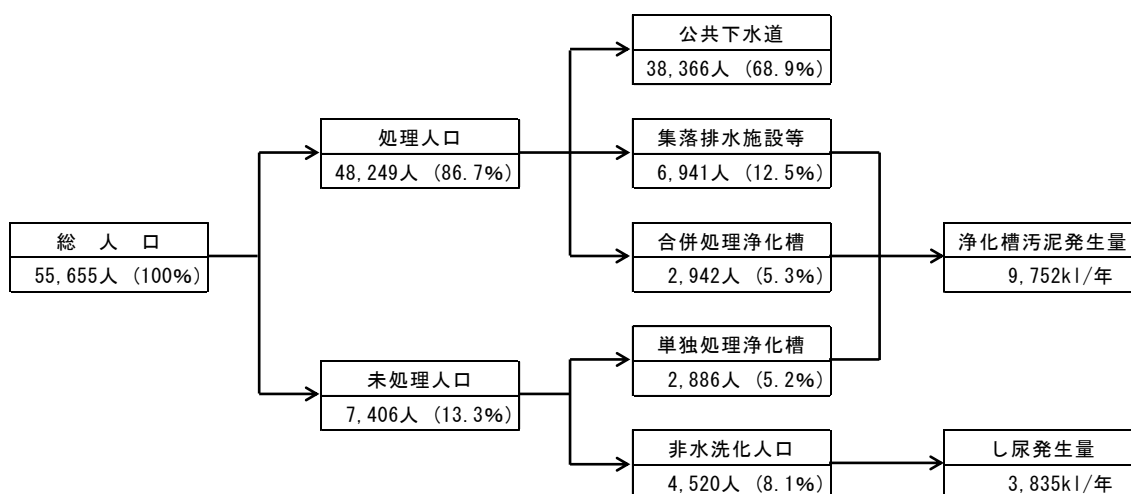 公共下水道
38,366人 (68.9%)
処理人口
48,249人 (86.7%)
集落排水施設等
6,941人 (12.5%)
総 人 口
55,655人 (100%)
合併処理浄化槽
2,942人 (5.3%)
浄化槽汚泥発生量
9,752kl/年
単独処理浄化槽
2,886人 (5.2%)
未処理人口
7,406人 (13.3%)
非水洗化人口
4,520人 (8.1%)
し尿発生量
3,835kl/年